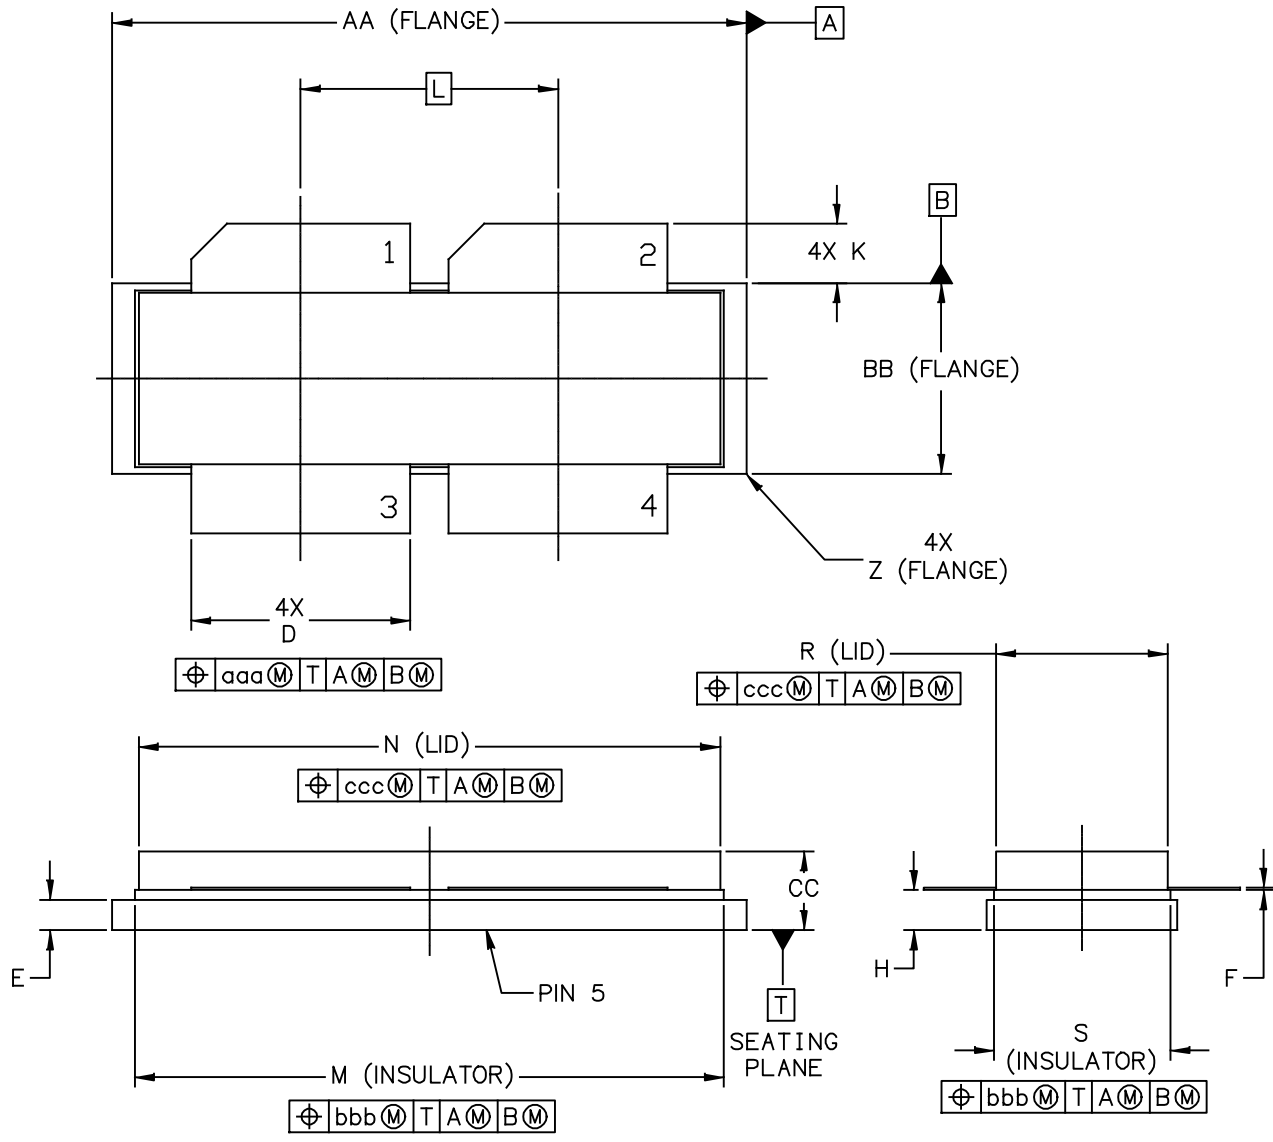 AA (FLANGE)
A
L
B
1
2
4X K
BB (FLANGE)
3
4
4X
Z (FLANGE)
4X
D
⌖ aaa Ⓜ T A Ⓜ B Ⓜ
R (LID)
⌖ ccc Ⓜ T A Ⓜ B Ⓜ
N (LID)
⌖ ccc Ⓜ T A Ⓜ B Ⓜ
CC
E
H
F
PIN 5
T
SEATING
PLANE
S
(INSULATOR)
⌖ bbb Ⓜ T A Ⓜ B Ⓜ
M (INSULATOR)
⌖ bbb Ⓜ T A Ⓜ B Ⓜ